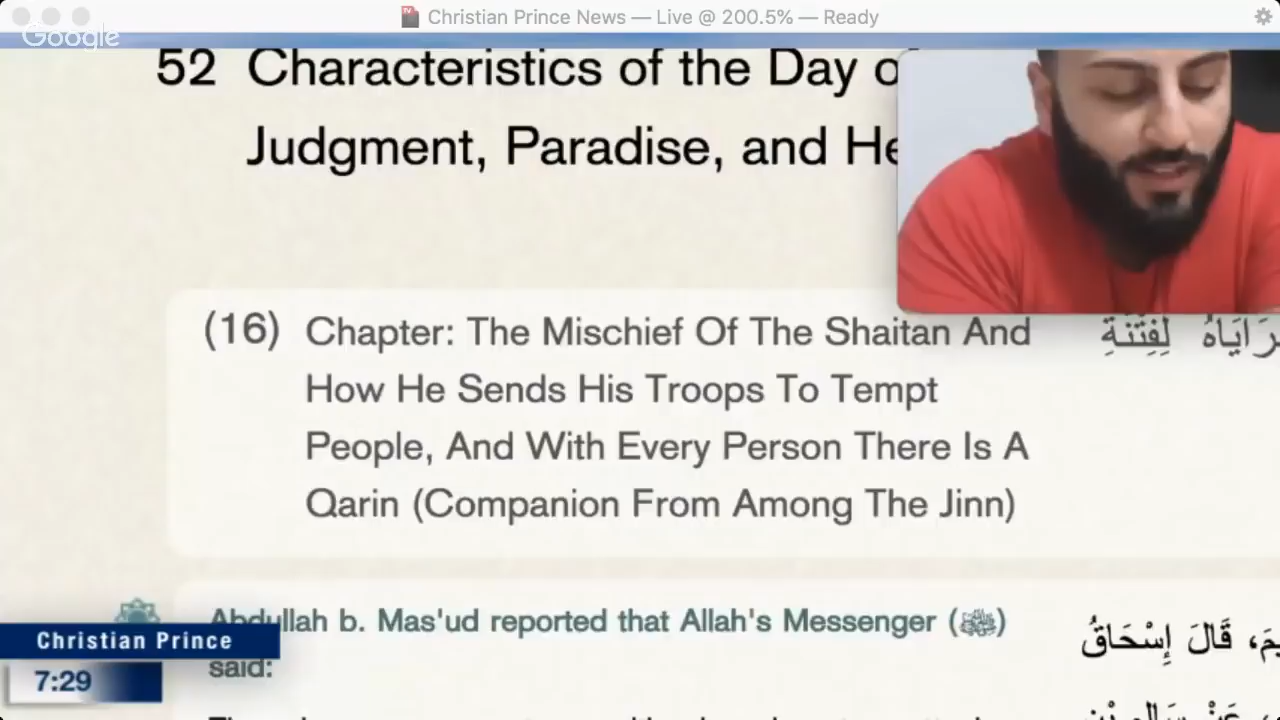 Christian Prince News — Live @ 200.5% — Ready
Google
52 Characteristics of the Day
Judgment, Paradise, and
(16) Chapter: The Mischief Of The Shaitan And
How He Sends His Troops To Tempt
People, And With Every Person There Is A
Qarin (Companion From Among The Jinn)
لِفِتْنَةِ
Abdullah b. Mas'ud reported that Allah's Messenger (ﷺ)
said:
قَالَ إِسْحَاقُ
Christian Prince
7:29